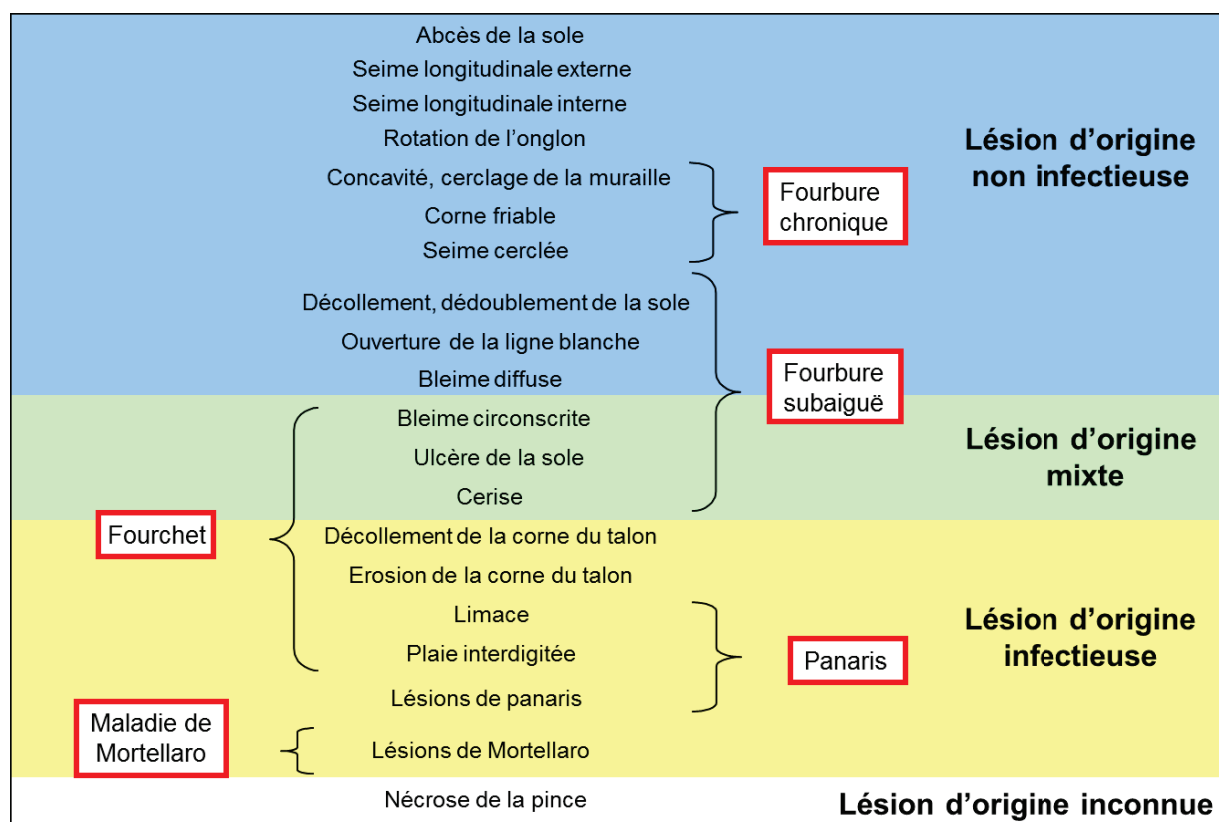 Abcès de la sole
Seime longitudinale externe
Seime longitudinale interne
Rotation de l'onglon
Concavité, cerclage de la muraille
Corne friable
Seime cerclée
Fourbure
chronique
Lésion d'origine
non infectieuse
Décollement, dédoublement de la sole
Ouverture de la ligne blanche
Bleime diffuse
Fourbure
subaiguë
Bleime circonscrite
Ulcère de la sole
Cerise
Lésion d'origine
mixte
Fourchet
Décollement de la corne du talon
Erosion de la corne du talon
Limace
Plaie interdigitée
Lésions de panaris
Panaris
Lésion d'origine
infectieuse
Maladie de
Mortellaro
Lésions de Mortellaro
Nécrose de la pince
Lésion d'origine inconnue